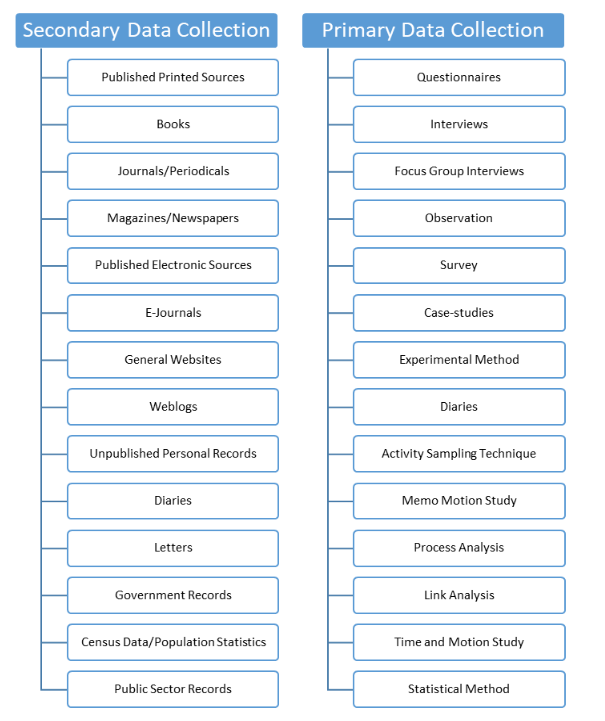 Secondary Data Collection
Published Printed Sources
Books
Journals/Periodicals
Magazines/Newspapers
Published Electronic Sources
E-Journals
General Websites
Weblogs
Unpublished Personal Records
Diaries
Letters
Government Records
Census Data/Population Statistics
Public Sector Records
Primary Data Collection
Questionnaires
Interviews
Focus Group Interviews
Observation
Survey
Case-studies
Experimental Method
Diaries
Activity Sampling Technique
Memo Motion Study
Process Analysis
Link Analysis
Time and Motion Study
Statistical Method